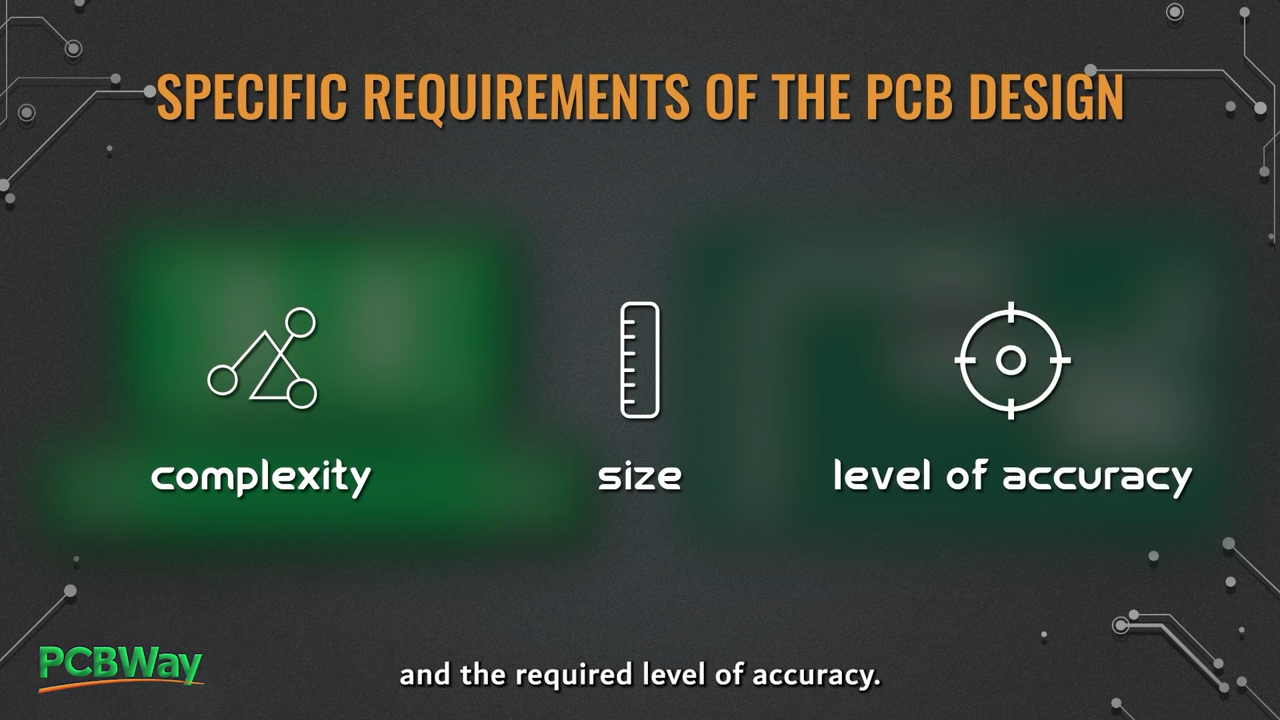 SPECIFIC REQUIREMENTS OF THE PCB DESIGN
complexity
size
level of accuracy
PCBWay
and the required level of accuracy.